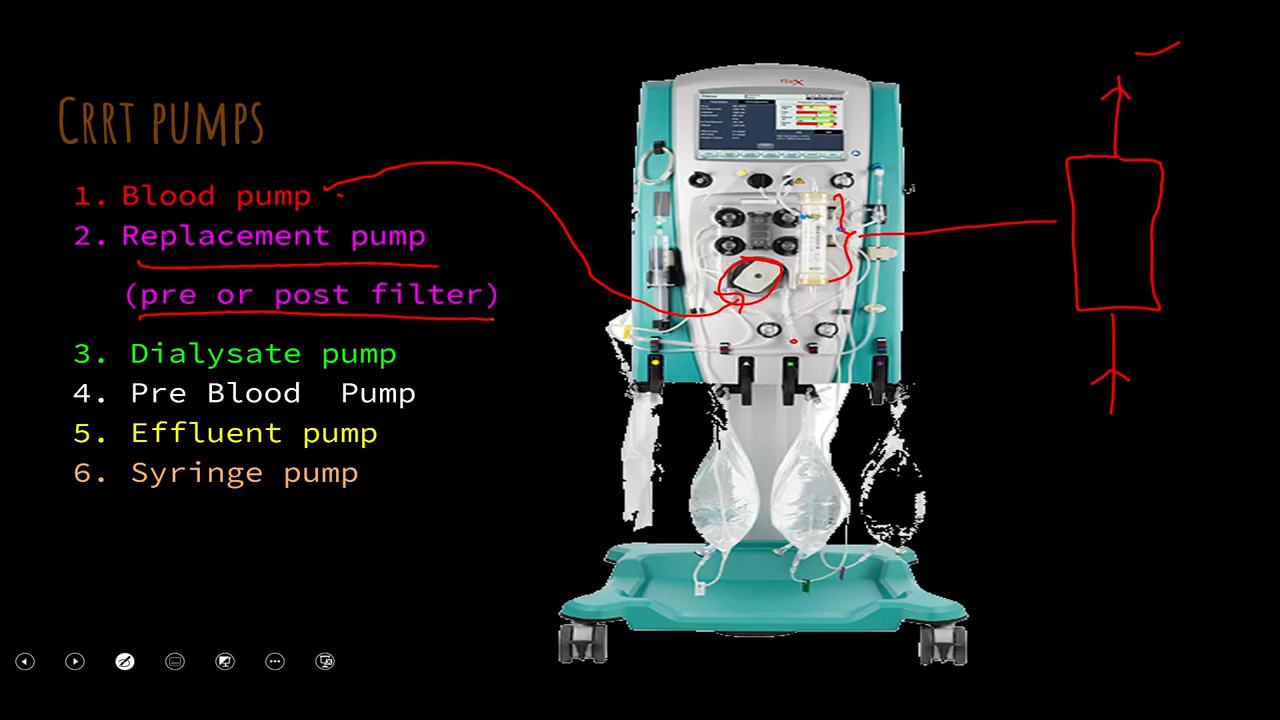 CRRT PUMPS
1. Blood pump
2. Replacement pump
(pre or post filter)
3. Dialysate pump
4. Pre Blood Pump
5. Effluent pump
6. Syringe pump